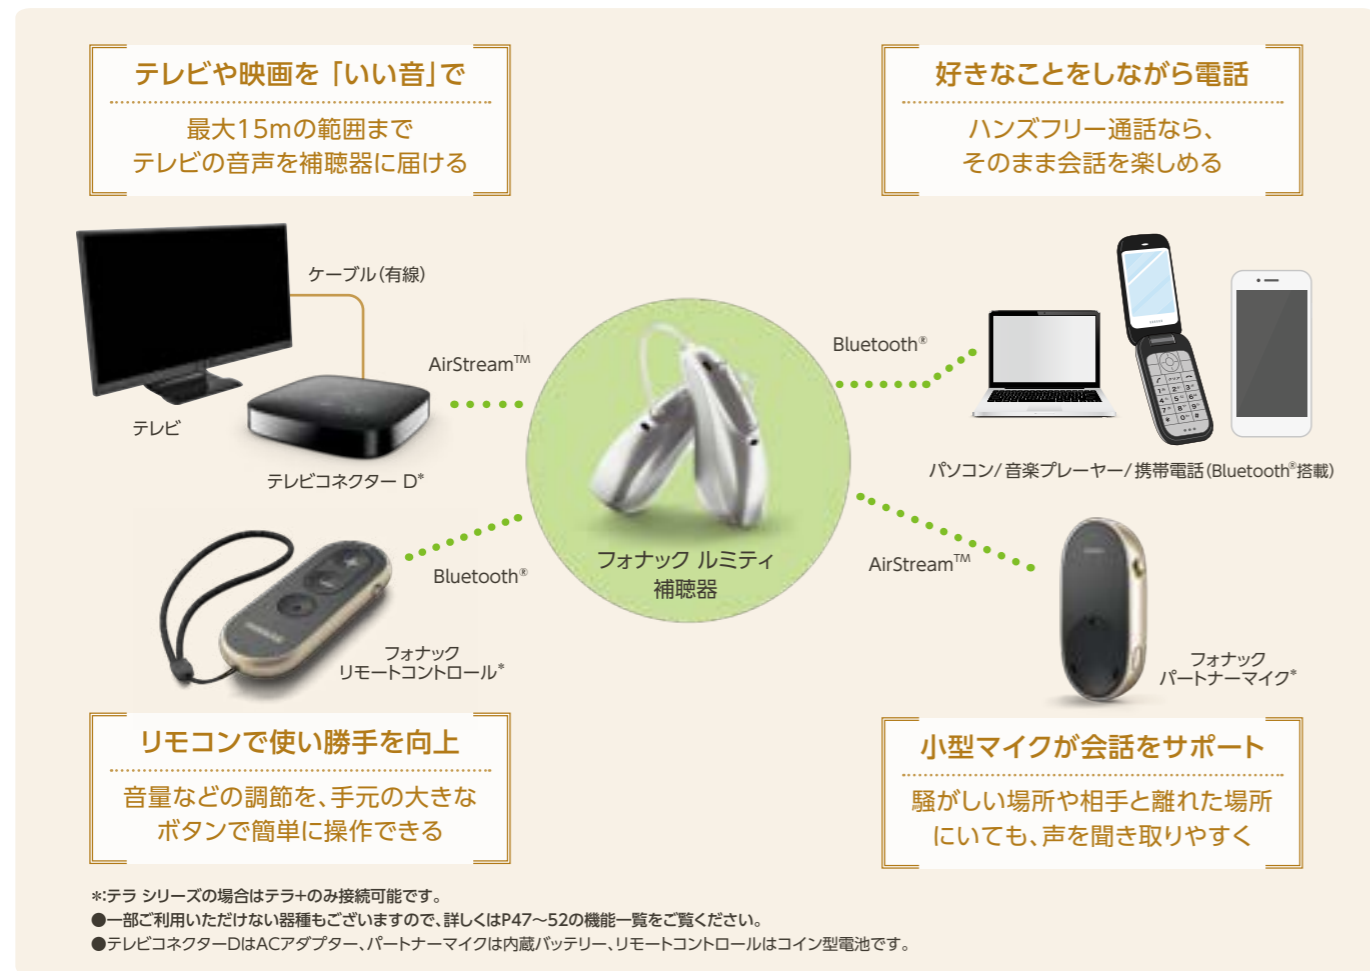 テレビや映画を「いい音」で
最大15mの範囲まで
テレビの音声を補聴器に届ける
好きなことをしながら電話
ハンズフリー通話なら、
そのまま会話を楽しめる
ケーブル(有線)
AirStream™
テレビ
テレビコネクター D*
Bluetooth®
パソコン/音楽プレーヤー/携帯電話(Bluetooth®搭載)
フォナック ルミティ
補聴器
Bluetooth®
フォナック
リモートコントロール*
AirStream™
フォナック
パートナーマイク*
リモコンで使い勝手を向上
音量などの調節を、手元の大きな
ボタンで簡単に操作できる
小型マイクが会話をサポート
騒がしい場所や相手と離れた場所
にいても、声を聞き取りやすく
*:テラ シリーズの場合はテラ+のみ接続可能です。
●一部ご利用いただけない器種もございますので、詳しくはP47〜52の機能一覧をご覧ください。
●テレビコネクターDはACアダプター、パートナーマイクは内蔵バッテリー、リモートコントロールはコイン型電池です。